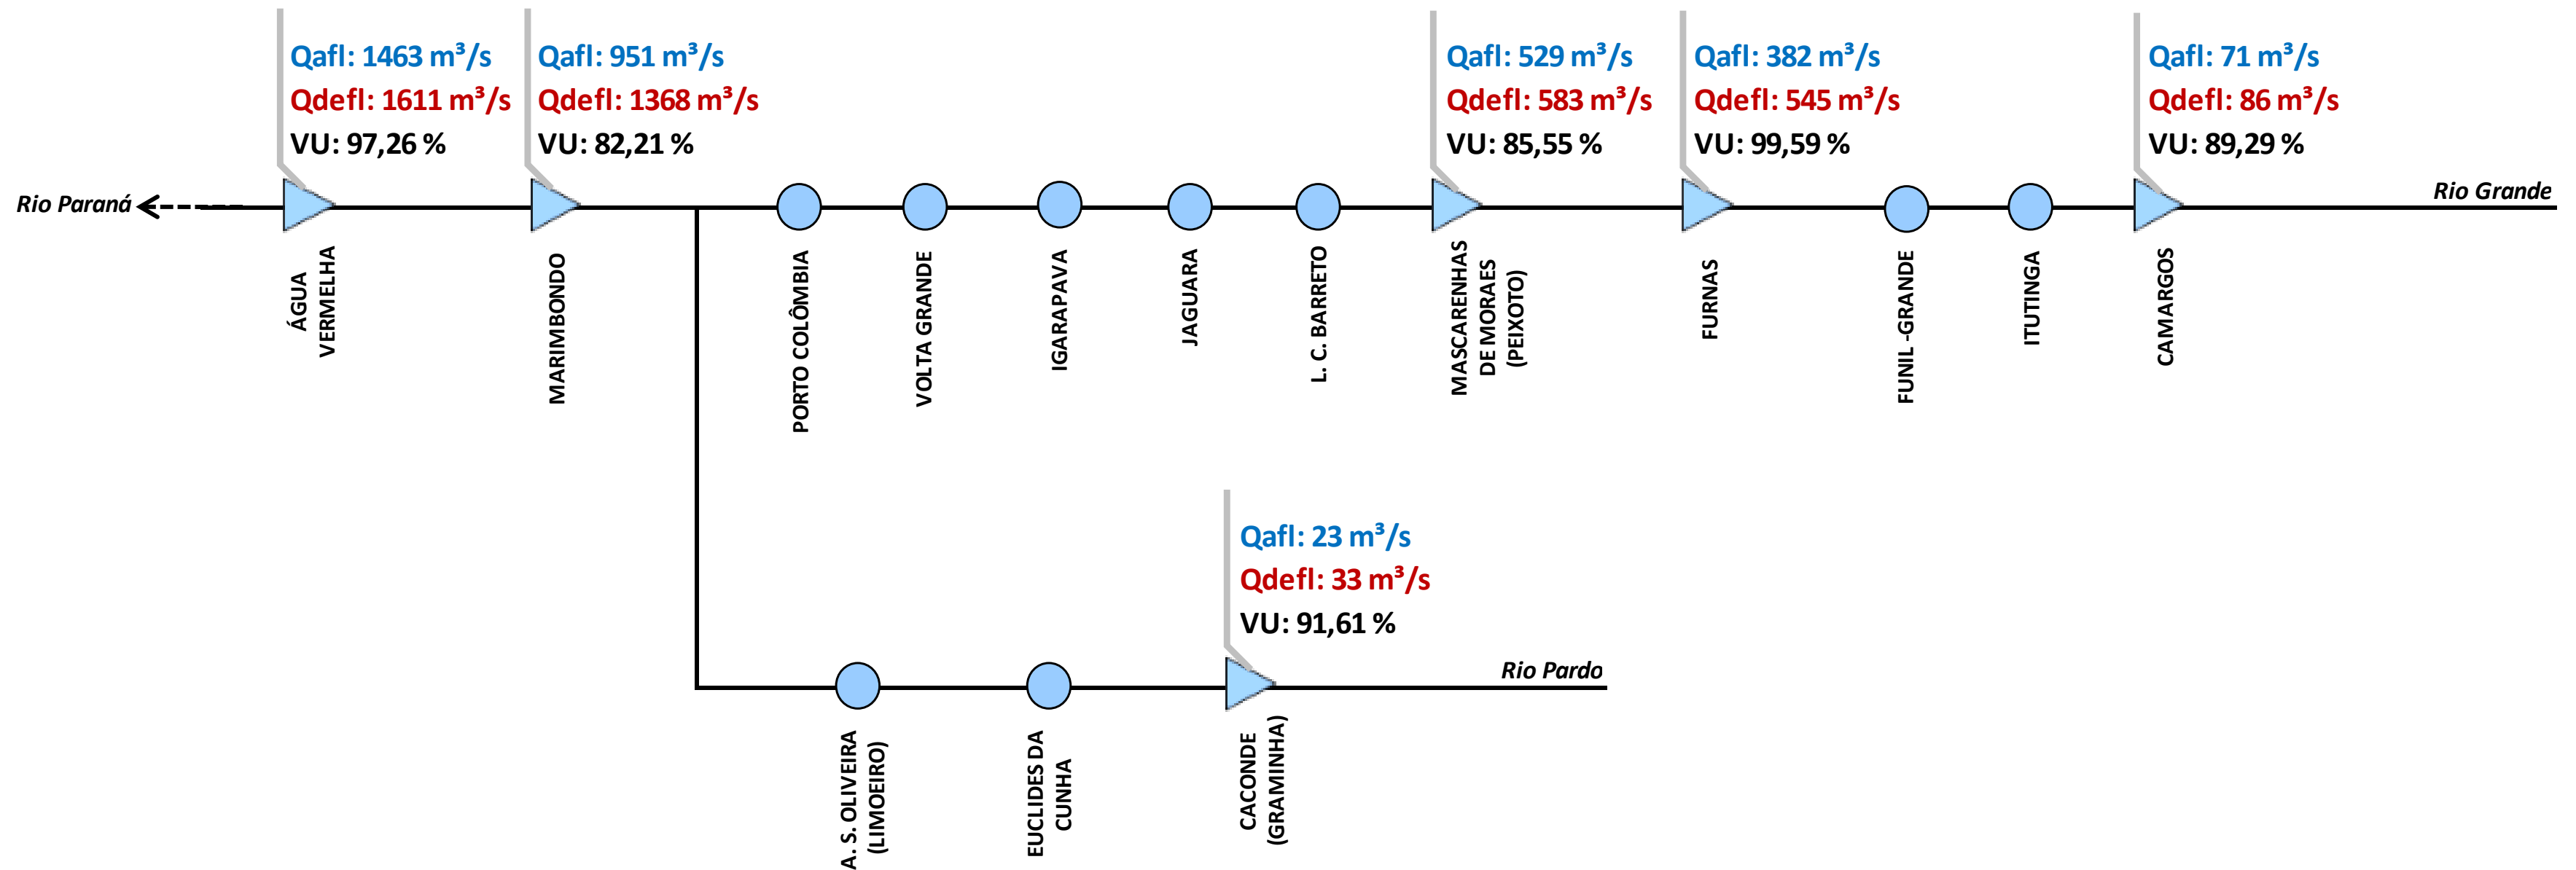 Qafl: 1463 m³/s
Qdefl: 1611 m³/s
VU: 97,26 %
Qafl: 951 m³/s
Qdefl: 1368 m³/s
VU: 82,21 %
Qafl: 529 m³/s
Qdefl: 583 m³/s
VU: 85,55 %
Qafl: 382 m³/s
Qdefl: 545 m³/s
VU: 99,59 %
Qafl: 71 m³/s
Qdefl: 86 m³/s
VU: 89,29 %
Rio Paraná
Rio Grande
ÁGUA
VERMELHA
MARIMBONDO
PORTO COLÔMBIA
VOLTA GRANDE
IGARAPAVA
JAGUARA
L. C. BARRETO
MASCARENHAS
DE MORAES
(PEIXOTO)
FURNAS
FUNIL -GRANDE
ITUTINGA
CAMARGOS
Qafl: 23 m³/s
Qdefl: 33 m³/s
VU: 91,61 %
Rio Pardo
A. S. OLIVEIRA
(LIMOEIRO)
EUCLIDES DA
CUNHA
CACONDE
(GRAMINHA)